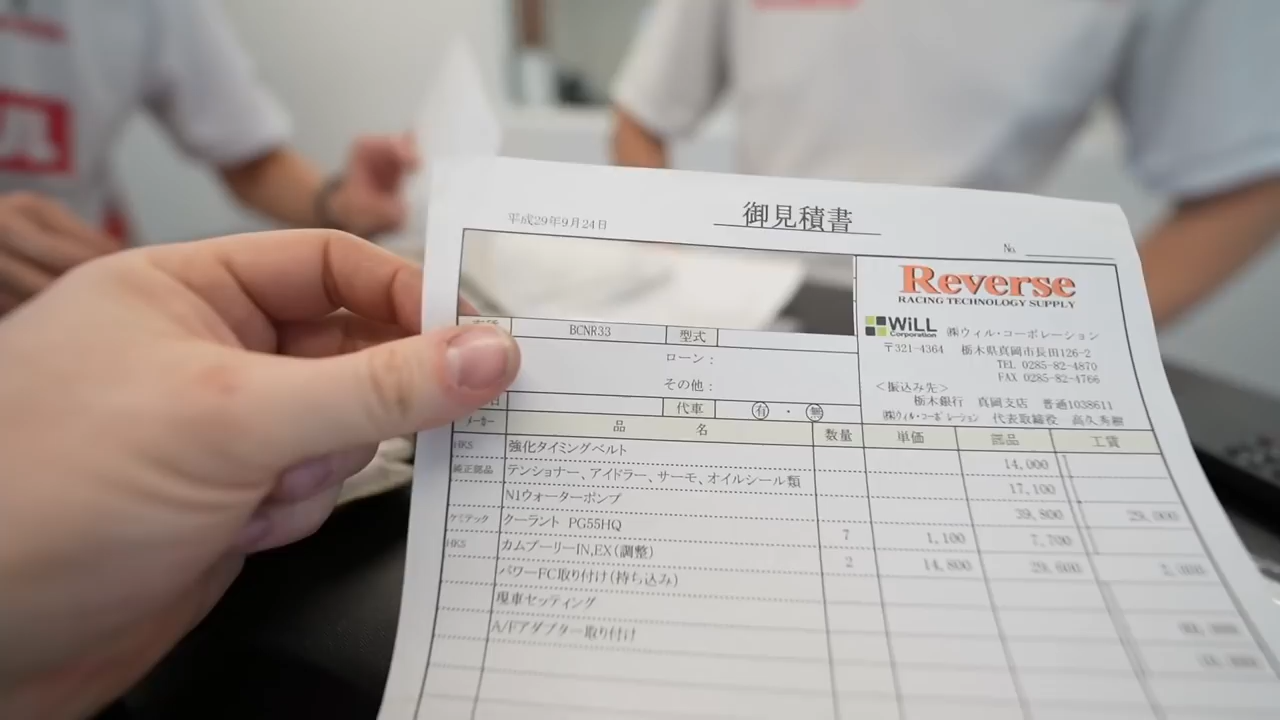 平成29年9月24日
御見積書
No.
Reverse
RACING TECHNOLOGY SUPPLY
WiLL Corporation ㈱ウィル・コーポレーション
〒321-4364 栃木県真岡市長田126-2
TEL 0285-82-4870
FAX 0285-82-4766
＜振込み先＞
栃木銀行 真岡支店 普通1038611
㈱ウィル・コーポレーション 代表取締役
BCNR33 型式
ローン：
その他：
代車 有 ・ 無
メーカー 品名 数量 単価 部品 工賃
HKS 強化タイミングベルト 14,000
純正部品 テンショナー、アイドラー、サーモ、オイルシール類 17,100
N1ウォーターポンプ 39,800 29,000
ケミテック クーラント PG55HQ 7 1,100 7,700
HKS カムプーリーIN,EX（調整） 2 14,800 29,600
パワーFC取り付け（持ち込み）
現車セッティング
A/Fアダプター取り付け